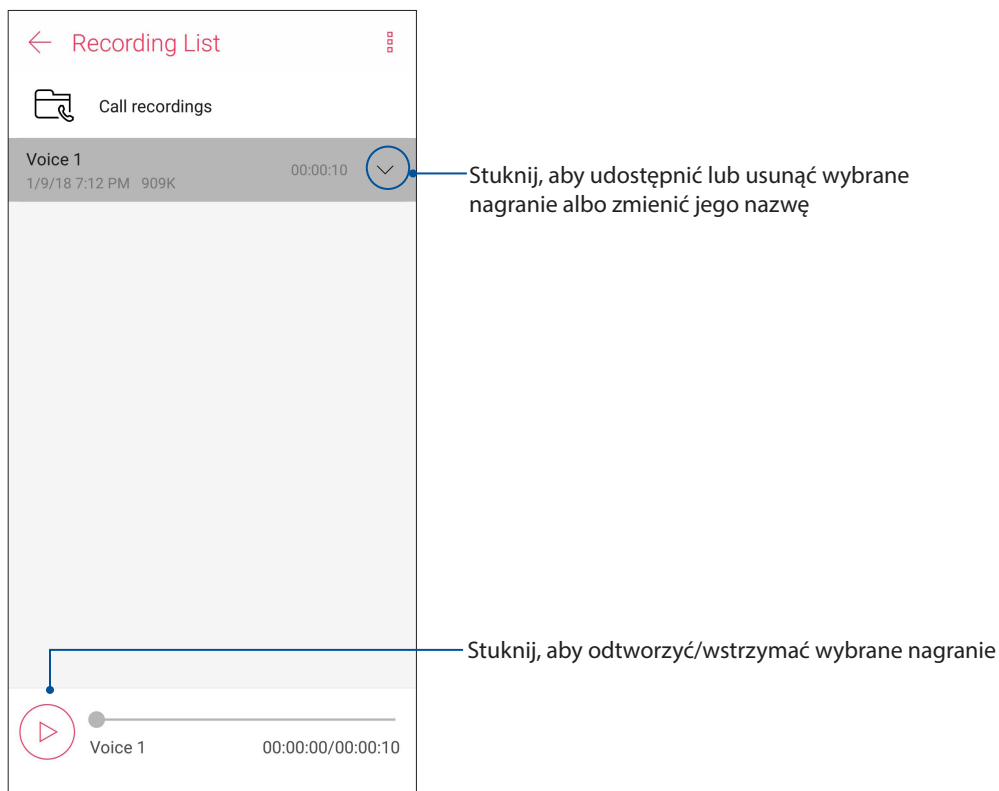 Recording List
Call recordings
Voice 1
00:00:10
1/9/18 7:12 PM 909K
Stuknij, aby udostępnić lub usunąć wybrane
nagranie albo zmienić jego nazwę
Stuknij, aby odtworzyć/wstrzymać wybrane nagranie
Voice 1
00:00:00/00:00:10